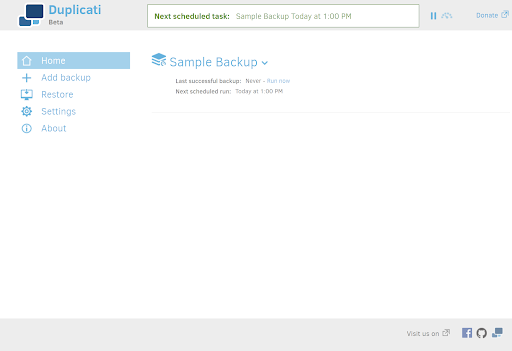 Duplicati
Beta
Next scheduled task: Sample Backup Today at 1:00 PM
Donate
Home
Add backup
Restore
Settings
About
Sample Backup
Last successful backup: Never - Run now
Next scheduled run: Today at 1:00 PM
Visit us on